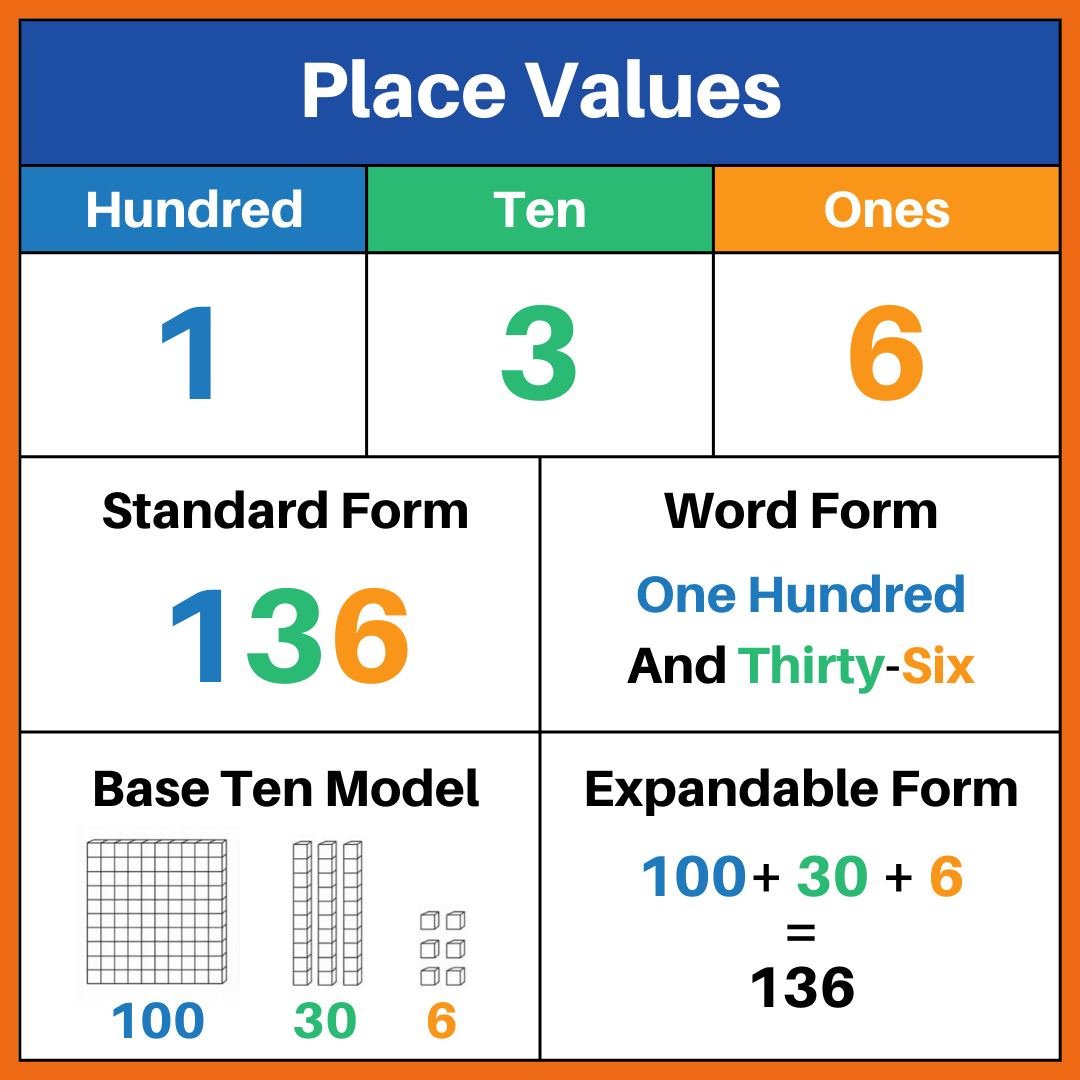 Place Values
Hundred Ten Ones
1 3 6
Standard Form
136
Word Form
One Hundred
And Thirty-Six
Base Ten Model
100 30 6
Expandable Form
100+ 30 + 6
=
136